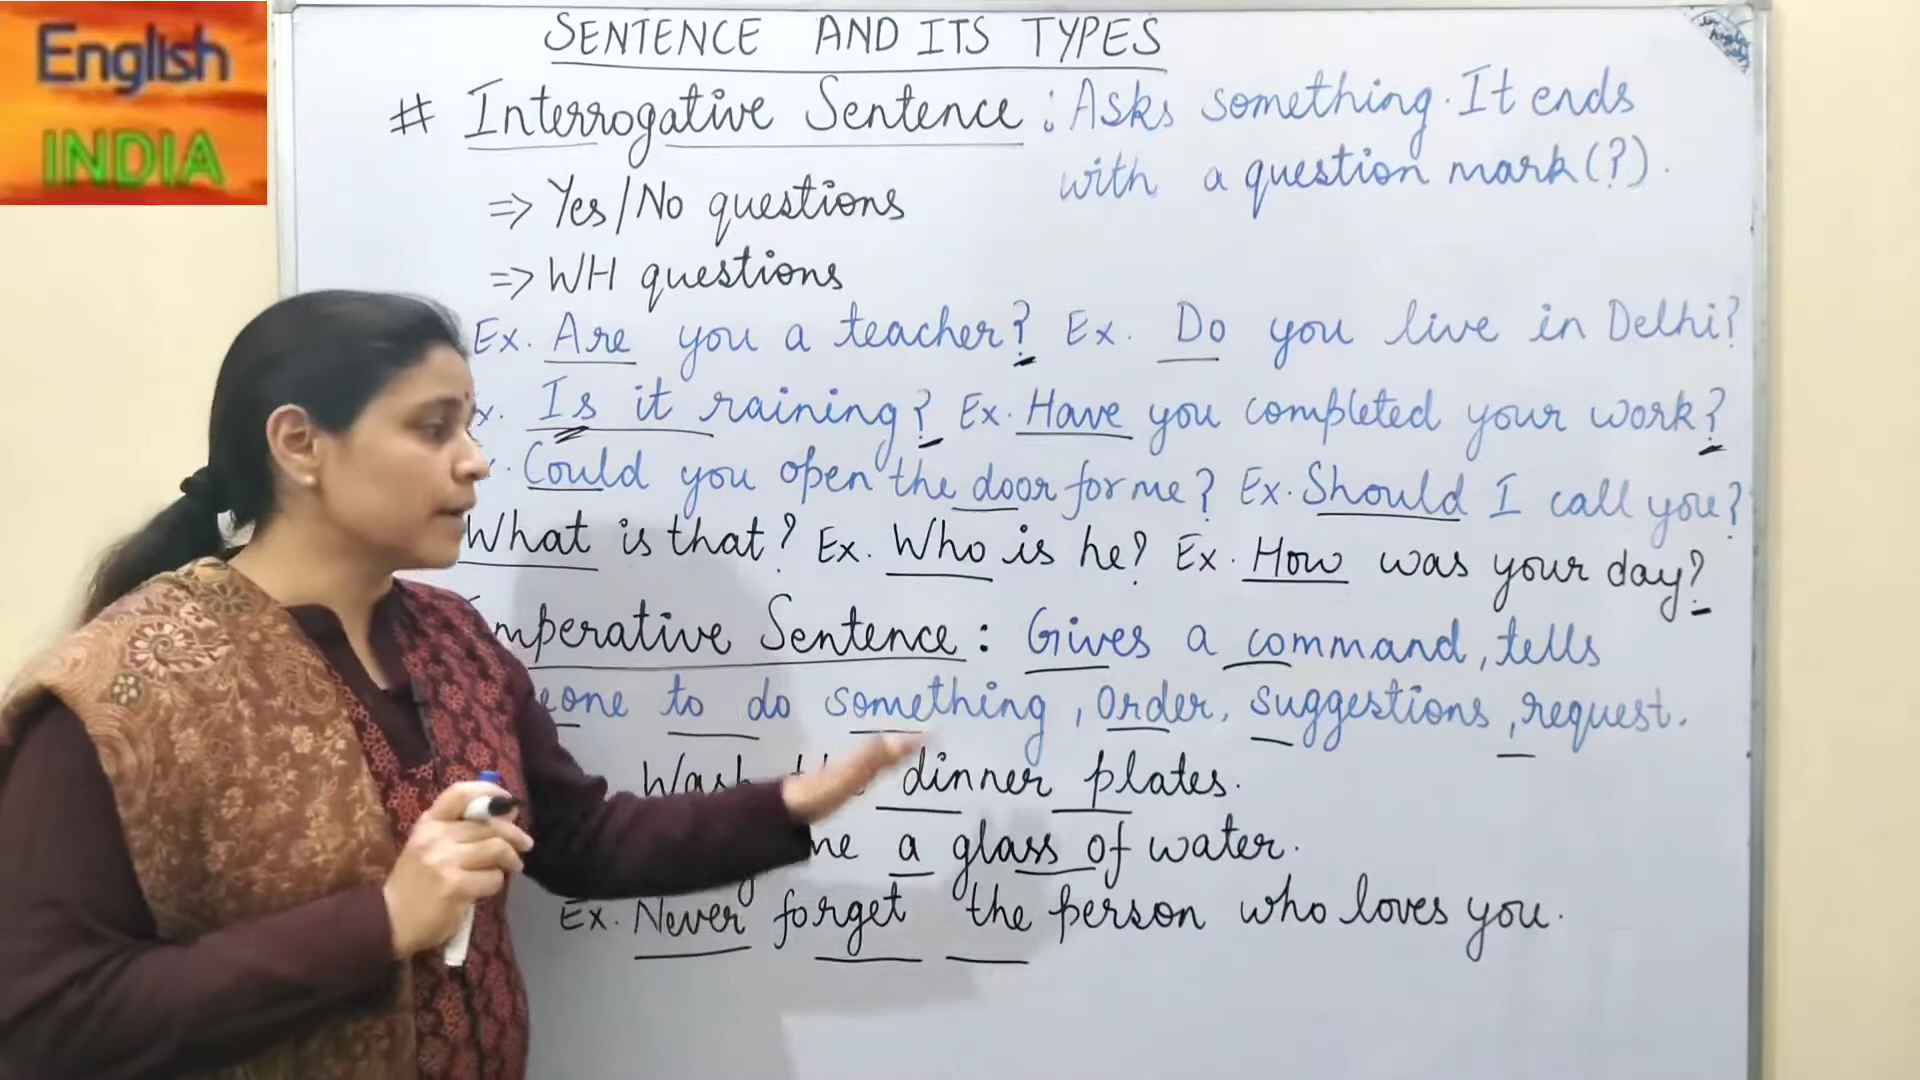 English
INDIA
SENTENCE AND ITS TYPES
# Interrogative Sentence : Asks something. It ends
with a question mark (?).
=> Yes/No questions
=> WH questions
Ex. Are you a teacher? Ex. Do you live in Delhi?
Is it raining? Ex. Have you completed your work?
Could you open the door for me? Ex. Should I call you?
What is that? Ex. Who is he? Ex. How was your day?
mperative Sentence : Gives a command, tells
one to do something, order, suggestions, request.
Wash dinner plates.
a glass of water.
Ex. Never forget the person who loves you.